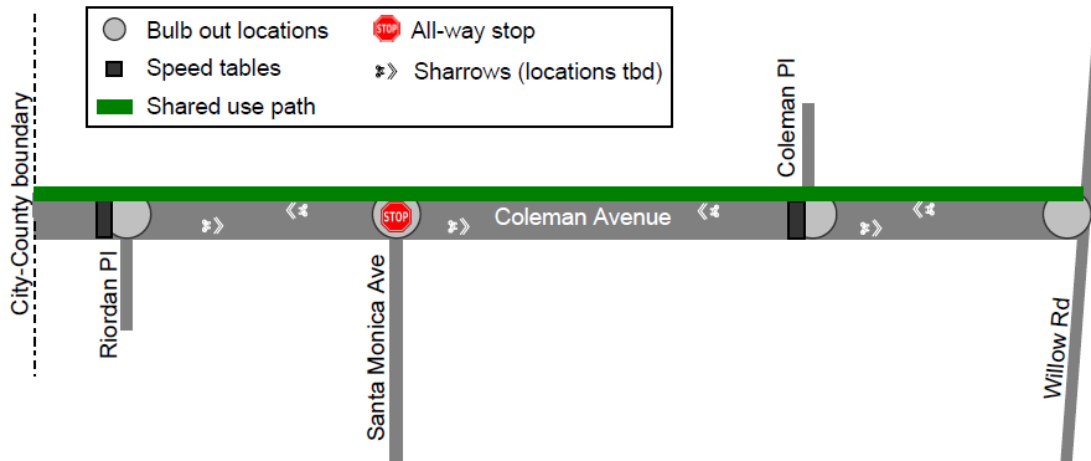 Bulb out locations
STOP All-way stop
Speed tables
Sharrows (locations tbd)
Shared use path
City-County boundary
Coleman Pl
STOP
Coleman Avenue
Riordan Pl
Santa Monica Ave
Willow Rd